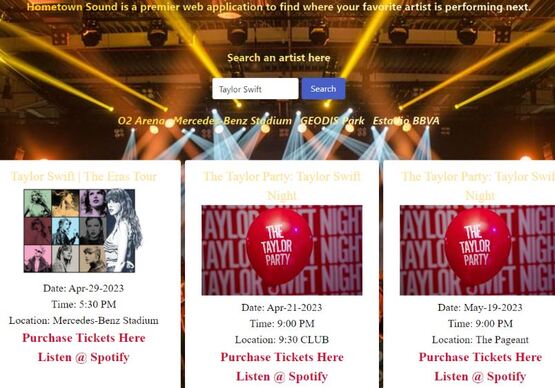 Hometown Sound is a premier web application to find where your favorite artist is performing next.
Search an artist here
Taylor Swift Search
O2 Arena Mercedes-Benz Stadium GEODIS Park Estadio BBVA
Taylor Swift | The Eras Tour
Date: Apr-29-2023
Time: 5:30 PM
Location: Mercedes-Benz Stadium
Purchase Tickets Here
Listen @ Spotify
The Taylor Party: Taylor Swift
Night
TAYLOR
SWIFT NIGHT
THE
TAYLOR
PARTY
Date: Apr-21-2023
Time: 9:00 PM
Location: 9:30 CLUB
Purchase Tickets Here
Listen @ Spotify
The Taylor Party: Taylor Swif
Night
TAYLOR
THE
TAYLOR
PARTY
Date: May-19-2023
Time: 9:00 PM
Location: The Pageant
Purchase Tickets Here
Listen @ Spotify